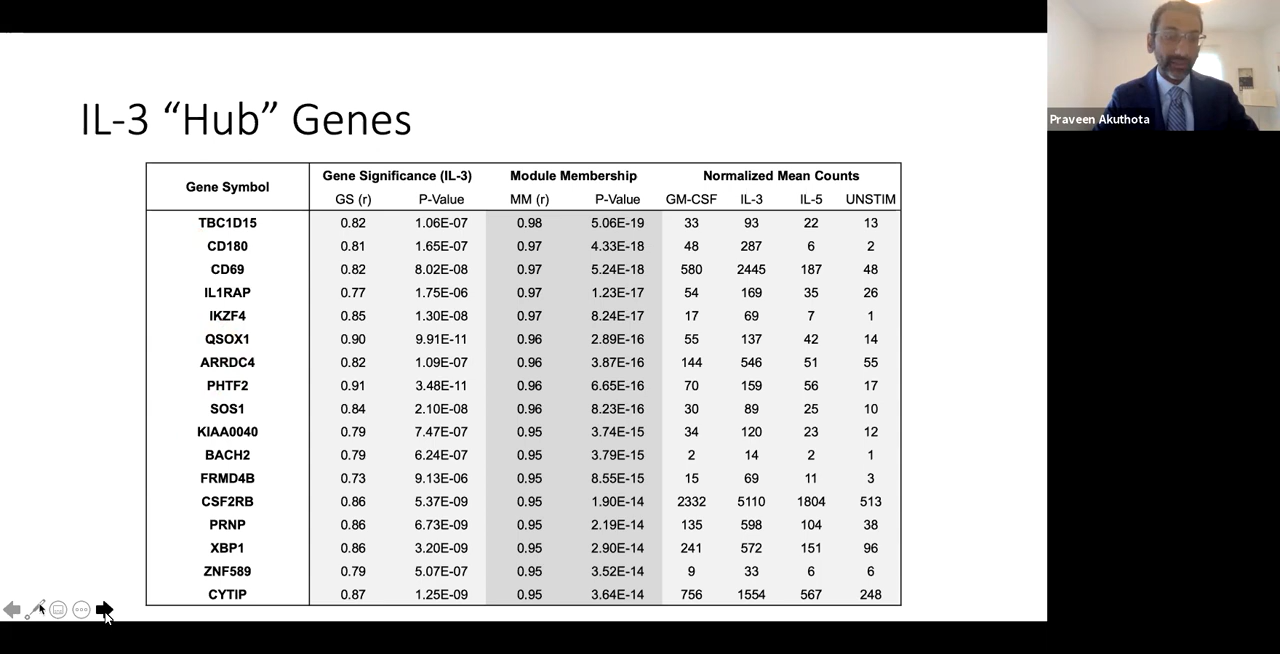 IL-3 “Hub” Genes
Praveen Akuthota
Gene Symbol Gene Significance (IL-3) Module Membership Normalized Mean Counts
GS (r) P-Value MM (r) P-Value GM-CSF IL-3 IL-5 UNSTIM
TBC1D15 0.82 1.06E-07 0.98 5.06E-19 33 93 22 13
CD180 0.81 1.65E-07 0.97 4.33E-18 48 287 6 2
CD69 0.82 8.02E-08 0.97 5.24E-18 580 2445 187 48
IL1RAP 0.77 1.75E-06 0.97 1.23E-17 54 169 35 26
IKZF4 0.85 1.30E-08 0.97 8.24E-17 17 69 7 1
QSOX1 0.90 9.91E-11 0.96 2.89E-16 55 137 42 14
ARRDC4 0.82 1.09E-07 0.96 3.87E-16 144 546 51 55
PHTF2 0.91 3.48E-11 0.96 6.65E-16 70 159 56 17
SOS1 0.84 2.10E-08 0.96 8.23E-16 30 89 25 10
KIAA0040 0.79 7.47E-07 0.95 3.74E-15 34 120 23 12
BACH2 0.79 6.24E-07 0.95 3.79E-15 2 14 2 1
FRMD4B 0.73 9.13E-06 0.95 8.55E-15 15 69 11 3
CSF2RB 0.86 5.37E-09 0.95 1.90E-14 2332 5110 1804 513
PRNP 0.86 6.73E-09 0.95 2.19E-14 135 598 104 38
XBP1 0.86 3.20E-09 0.95 2.90E-14 241 572 151 96
ZNF589 0.79 5.07E-07 0.95 3.52E-14 9 33 6 6
CYTIP 0.87 1.25E-09 0.95 3.64E-14 756 1554 567 248